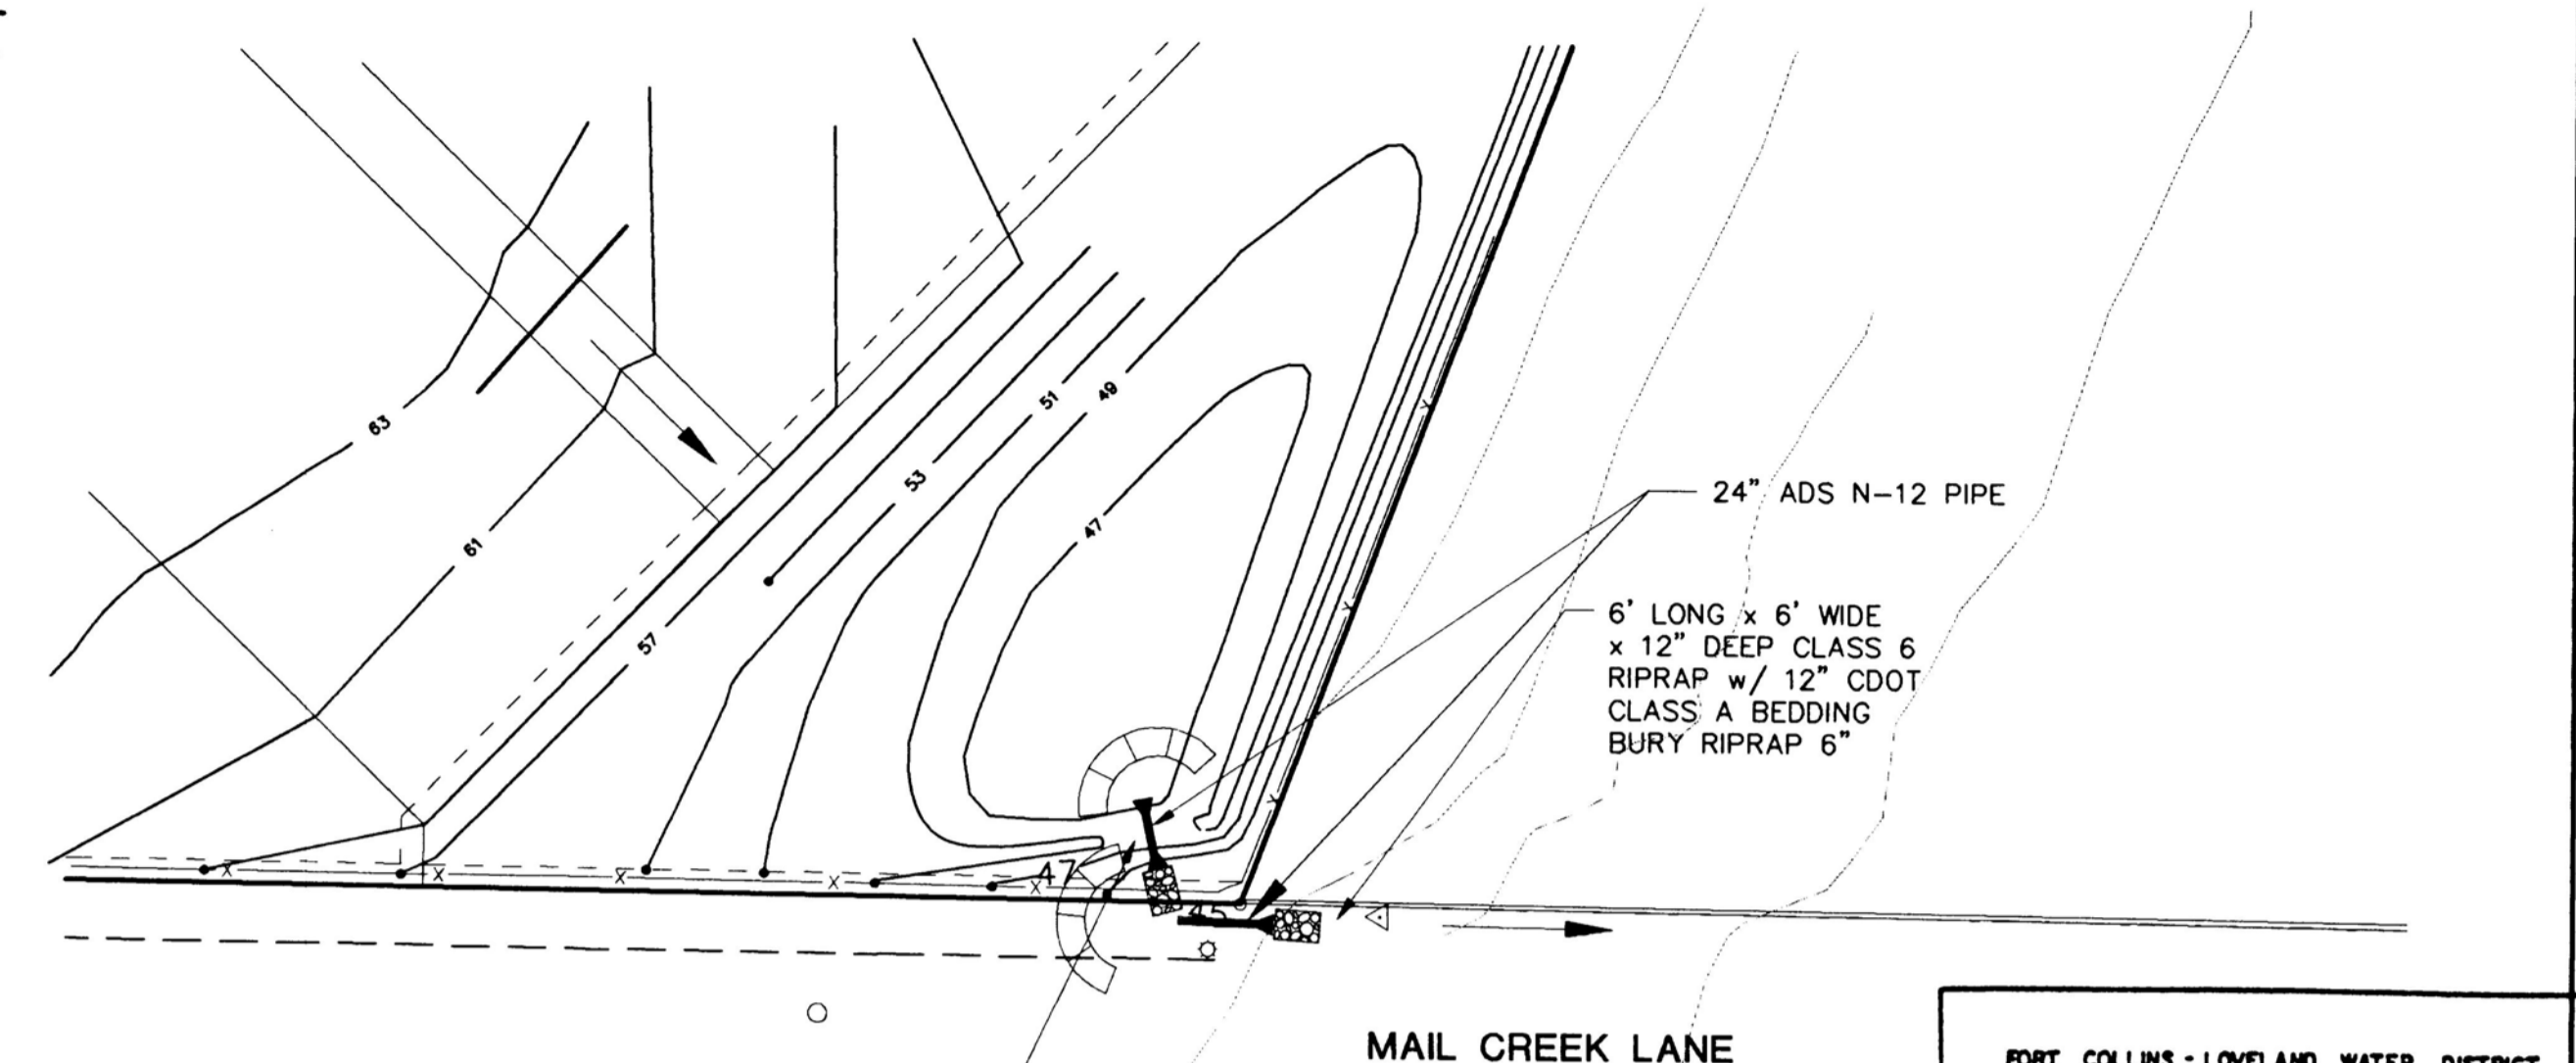 63
61
57
53
51
49
47
24" ADS N-12 PIPE
6' LONG x 6' WIDE
x 12" DEEP CLASS 6
RIPRAP w/ 12" CDOT
CLASS A BEDDING
BURY RIPRAP 6"
X
X
X
X
X
X
X
X
47
45
MAIL CREEK LANE
FORT COLLINS - LOVELAND WATER DISTRICT